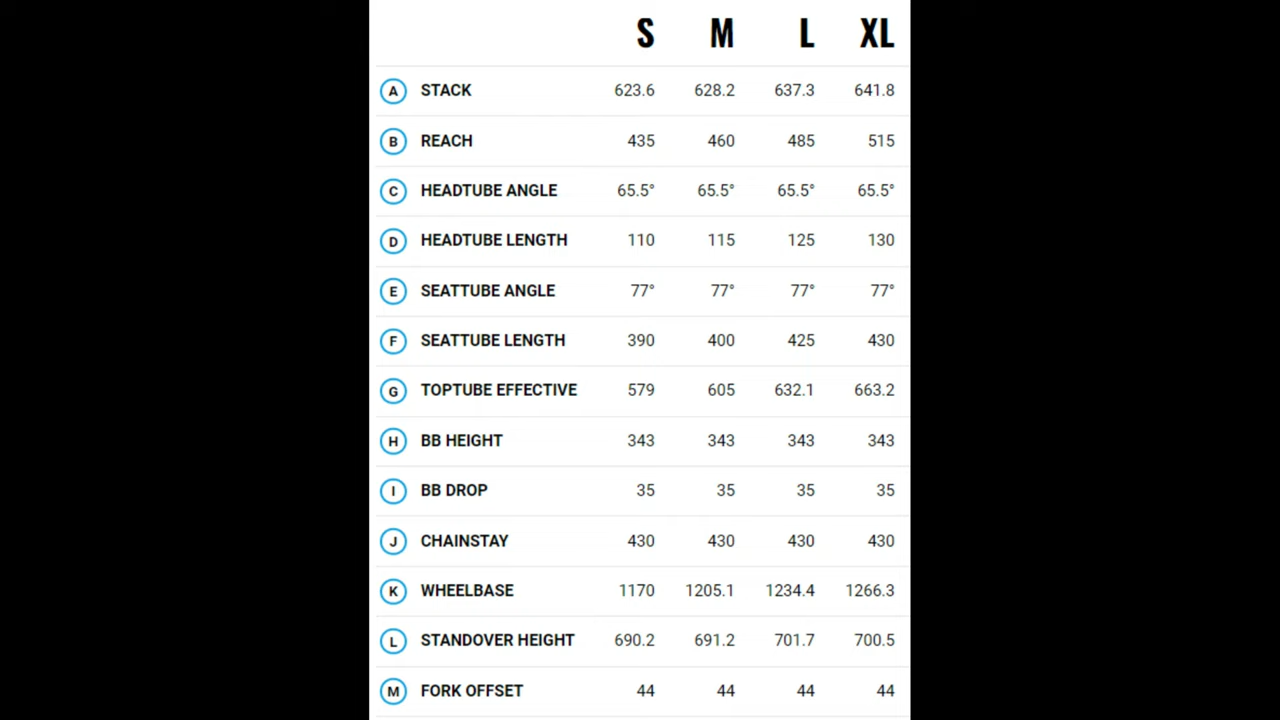 S M L XL
A STACK 623.6 628.2 637.3 641.8
B REACH 435 460 485 515
C HEADTUBE ANGLE 65.5° 65.5° 65.5° 65.5°
D HEADTUBE LENGTH 110 115 125 130
E SEATTUBE ANGLE 77° 77° 77° 77°
F SEATTUBE LENGTH 390 400 425 430
G TOPTUBE EFFECTIVE 579 605 632.1 663.2
H BB HEIGHT 343 343 343 343
I BB DROP 35 35 35 35
J CHAINSTAY 430 430 430 430
K WHEELBASE 1170 1205.1 1234.4 1266.3
L STANDOVER HEIGHT 690.2 691.2 701.7 700.5
M FORK OFFSET 44 44 44 44